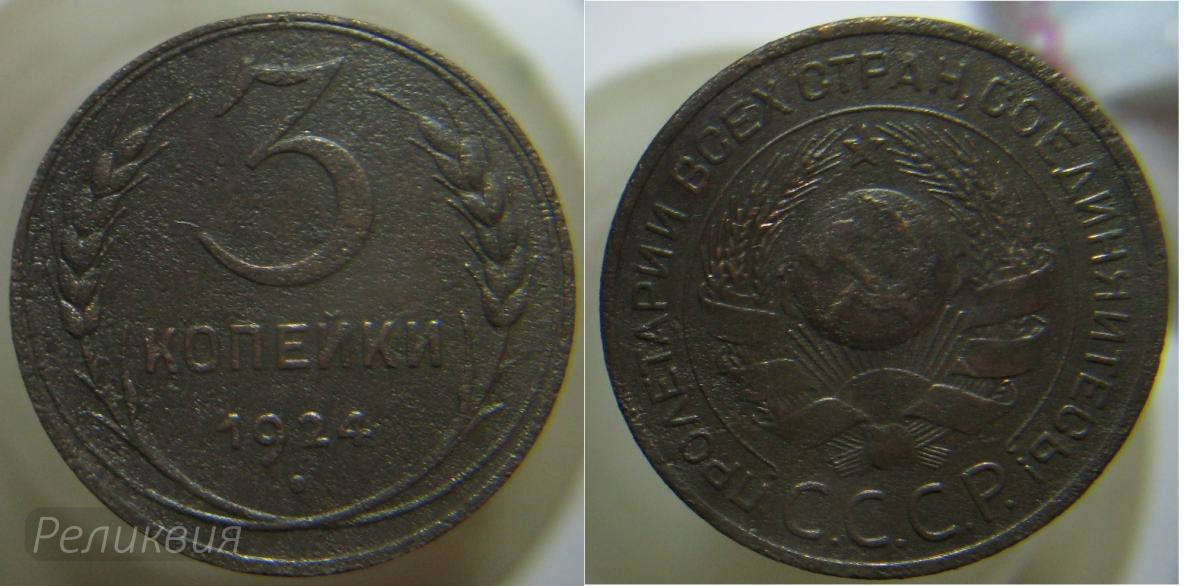 3
КОПЕЙКИ
1924
Реликвия
ПРОЛЕТАРИИ ВСЕХ СТРАН, СОЕДИНЯЙТЕСЬ!
С.С.С.Р.